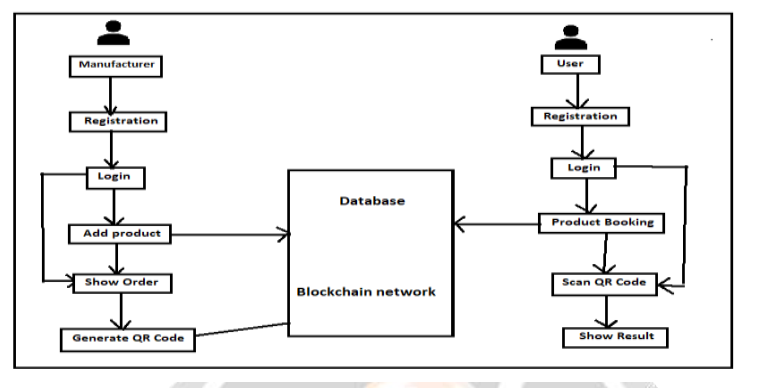 Manufacturer
Registration
Login
Add product
Show Order
Generate QR Code
Database
Blockchain network
User
Registration
Login
Product Booking
Scan QR Code
Show Result